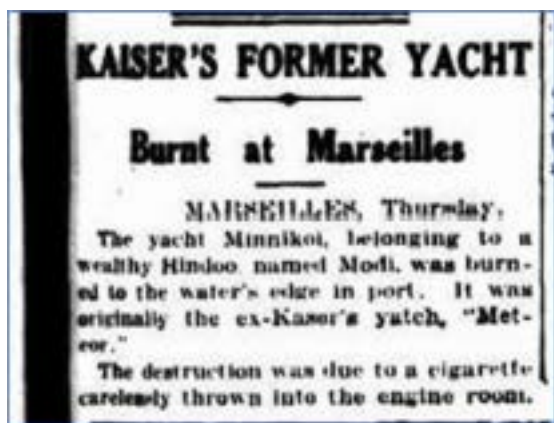 KAISER'S FORMER YACHT
Burnt at Marseilles
MARSEILLES, Thursday.
The yacht Minnikoi, belonging to a
wealthy Hindoo named Modi, was burn-
ed to the water's edge in port. It was
originally the ex-Kaser's yatch, "Met-
eor."
The destruction was due to a cigarette
carelessly thrown into the engine room.